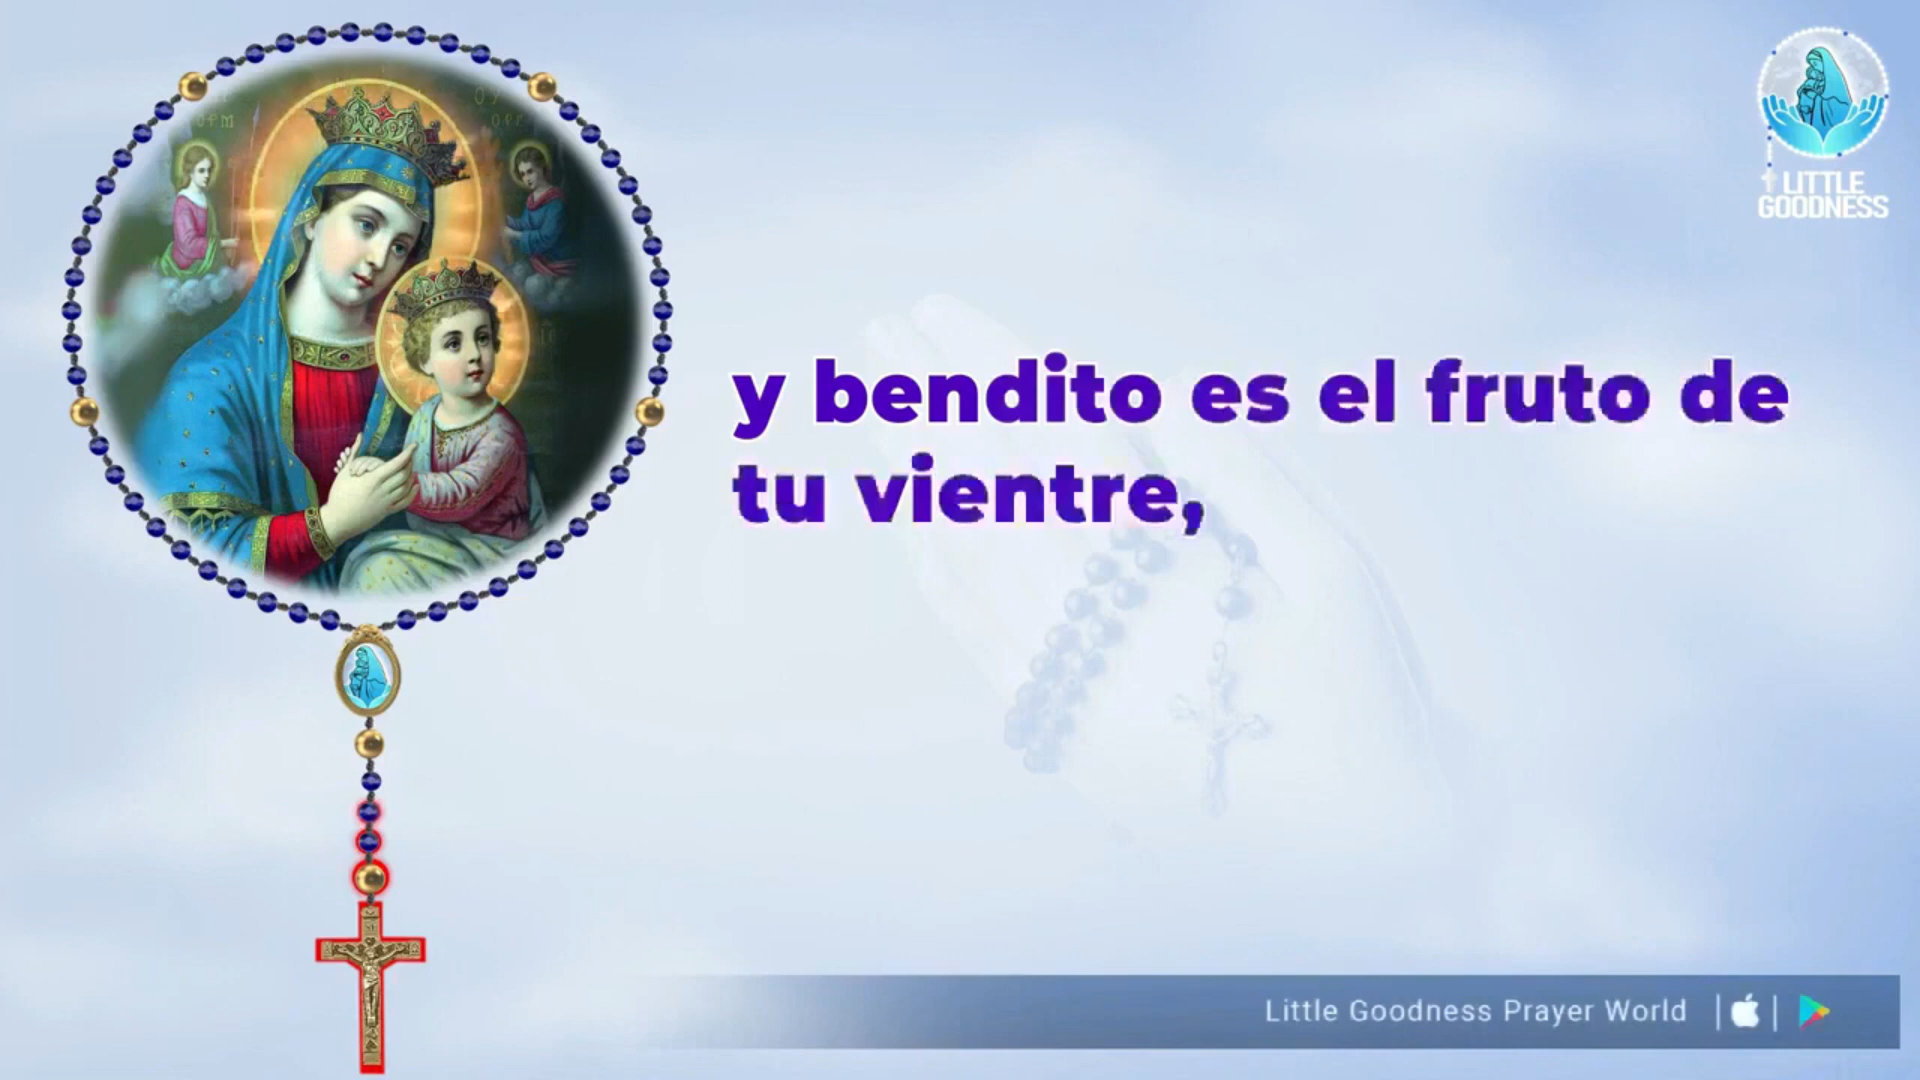 LITTLE
GOODNESS
y bendito es el fruto de
tu vientre,
Little Goodness Prayer World